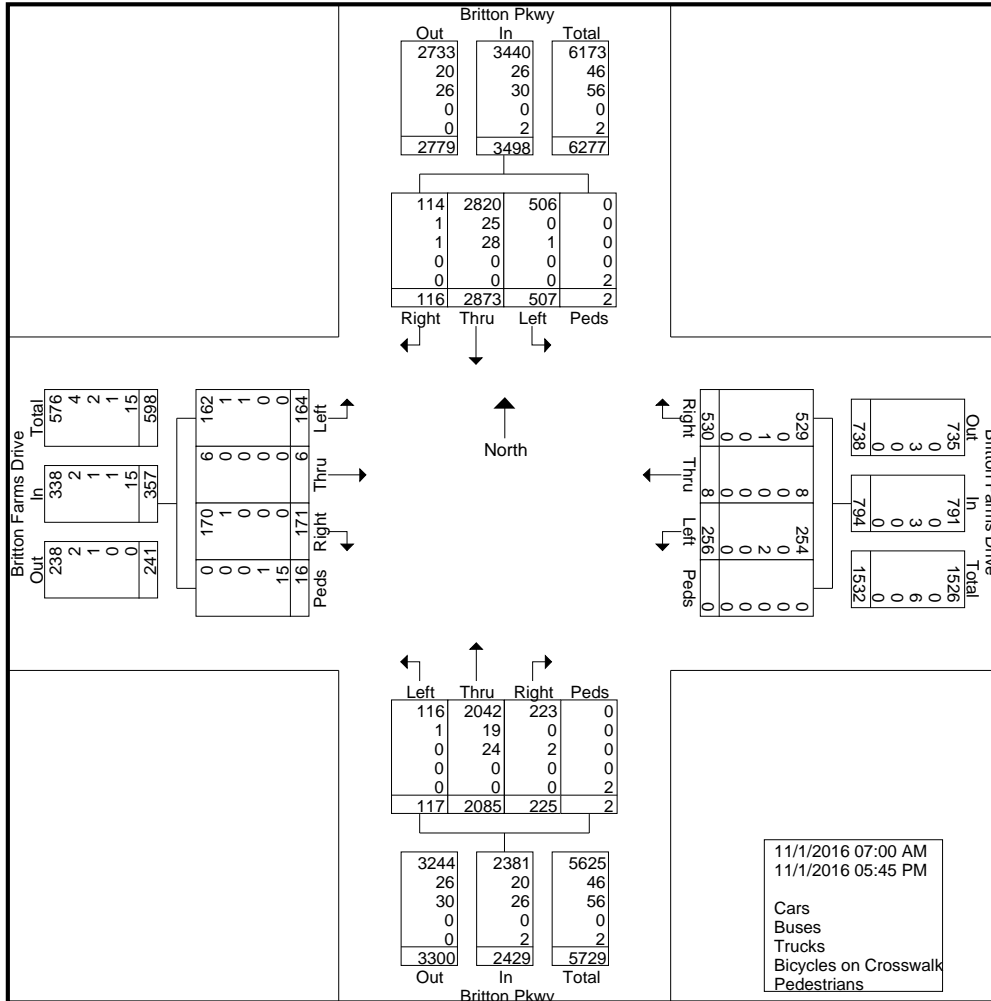 Britton Pkwy
Out In Total
2733 3440 6173
20 26 46
26 30 56
0 0 0
0 2 2
2779 3498 6277
114 2820 506 0
1 25 0 0
1 28 1 0
0 0 0 0
0 0 0 2
116 2873 507 2
Right Thru Left Peds
Britton Farms Drive
Total 576 4 2 1 15 598
In 338 2 1 1 15 357
Out 238 2 1 0 0 241
162 1 1 0 0 164 Left
6 0 0 0 0 6 Thru
170 1 0 0 0 171 Right
0 0 0 1 15 16 Peds
North
Right 530 0 0 1 0 529
Thru 8 0 0 0 0 8
Left 256 0 0 2 0 254
Peds 0 0 0 0 0 0
738 0 0 3 0 735 Out
794 0 0 3 0 791 In
1532 0 0 6 0 1526 Total
Britton Farms Drive
Left Thru Right Peds
116 2042 223 0
1 19 0 0
0 24 2 0
0 0 0 0
0 0 0 2
117 2085 225 2
3244 2381 5625
26 20 46
30 26 56
0 0 0
0 2 2
3300 2429 5729
Out In Total
Britton Pkwy
11/1/2016 07:00 AM
11/1/2016 05:45 PM
Cars
Buses
Trucks
Bicycles on Crosswalk
Pedestrians